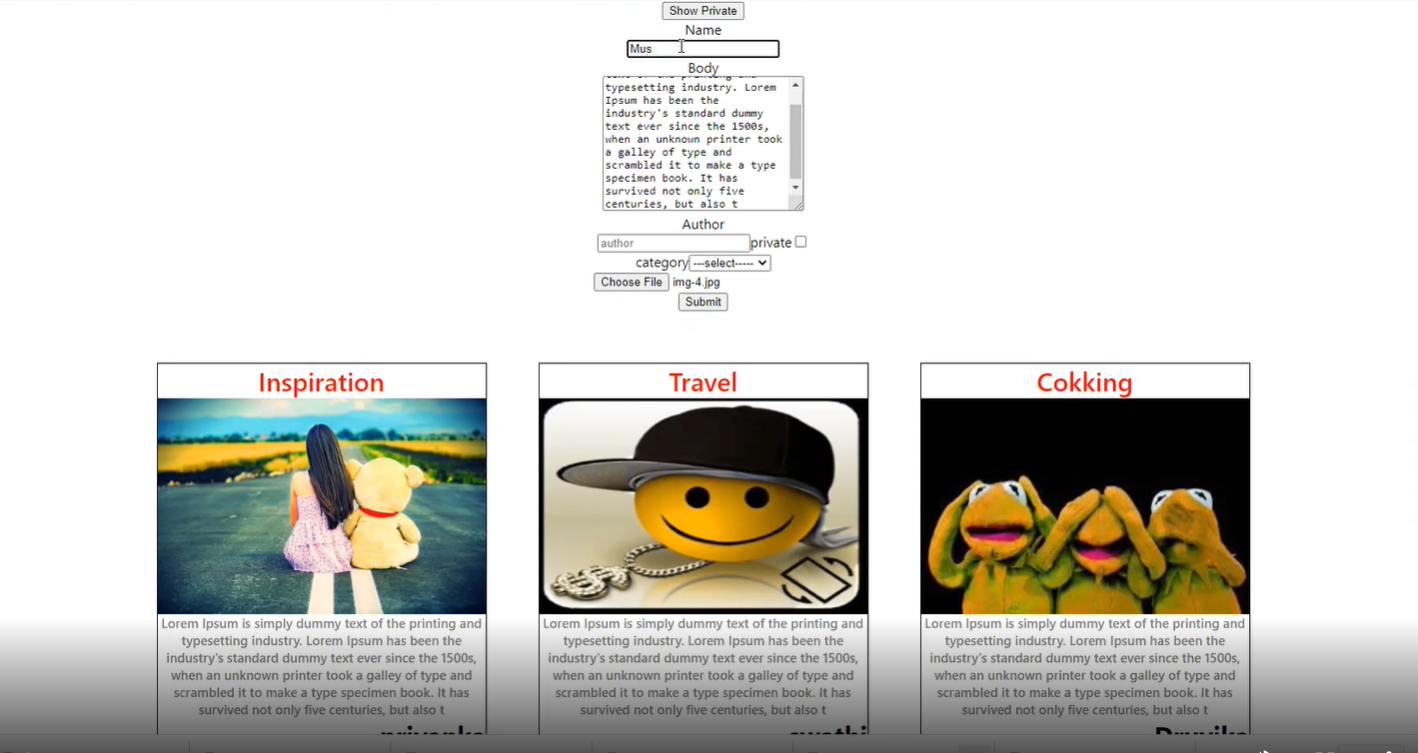 Show Private
Name
Mus
Body
typesetting industry. Lorem
Ipsum has been the
industry's standard dummy
text ever since the 1500s,
when an unknown printer took
a galley of type and
scrambled it to make a type
specimen book. It has
survived not only five
centuries, but also t
Author
author private
category ---select-----
Choose File img-4.jpg
Submit
Inspiration
Lorem Ipsum is simply dummy text of the printing and
typesetting industry. Lorem Ipsum has been the
industry's standard dummy text ever since the 1500s,
when an unknown printer took a galley of type and
scrambled it to make a type specimen book. It has
survived not only five centuries, but also t
priyanka
Travel
Lorem Ipsum is simply dummy text of the printing and
typesetting industry. Lorem Ipsum has been the
industry's standard dummy text ever since the 1500s,
when an unknown printer took a galley of type and
scrambled it to make a type specimen book. It has
survived not only five centuries, but also t
swathi
Cokking
Lorem Ipsum is simply dummy text of the printing and
typesetting industry. Lorem Ipsum has been the
industry's standard dummy text ever since the 1500s,
when an unknown printer took a galley of type and
scrambled it to make a type specimen book. It has
survived not only five centuries, but also t